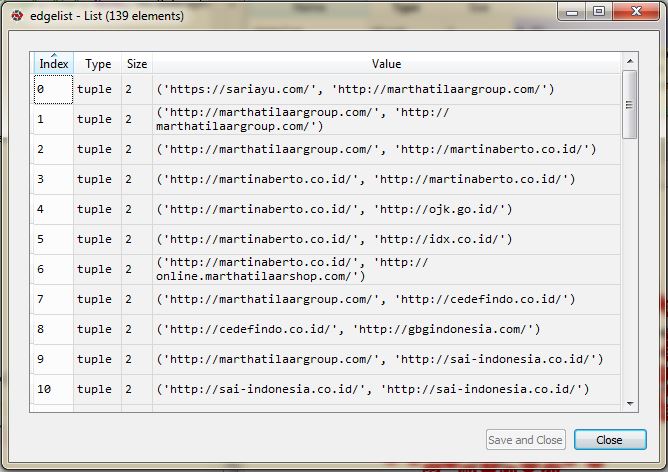 edgelist - List (139 elements)
Index Type Size Value
0 tuple 2 ('https://sariayu.com/', 'http://marthatilaargroup.com/')
1 tuple 2 ('http://marthatilaargroup.com/', 'http://
marthatilaargroup.com/')
2 tuple 2 ('http://marthatilaargroup.com/', 'http://martinaberto.co.id/')
3 tuple 2 ('http://martinaberto.co.id/', 'http://martinaberto.co.id/')
4 tuple 2 ('http://martinaberto.co.id/', 'http://ojk.go.id/')
5 tuple 2 ('http://martinaberto.co.id/', 'http://idx.co.id/')
6 tuple 2 ('http://martinaberto.co.id/', 'http://
online.marthatilaarshop.com/')
7 tuple 2 ('http://marthatilaargroup.com/', 'http://cedefindo.co.id/')
8 tuple 2 ('http://cedefindo.co.id/', 'http://gbgindonesia.com/')
9 tuple 2 ('http://marthatilaargroup.com/', 'http://sai-indonesia.co.id/')
10 tuple 2 ('http://sai-indonesia.co.id/', 'http://sai-indonesia.co.id/')
Save and Close Close